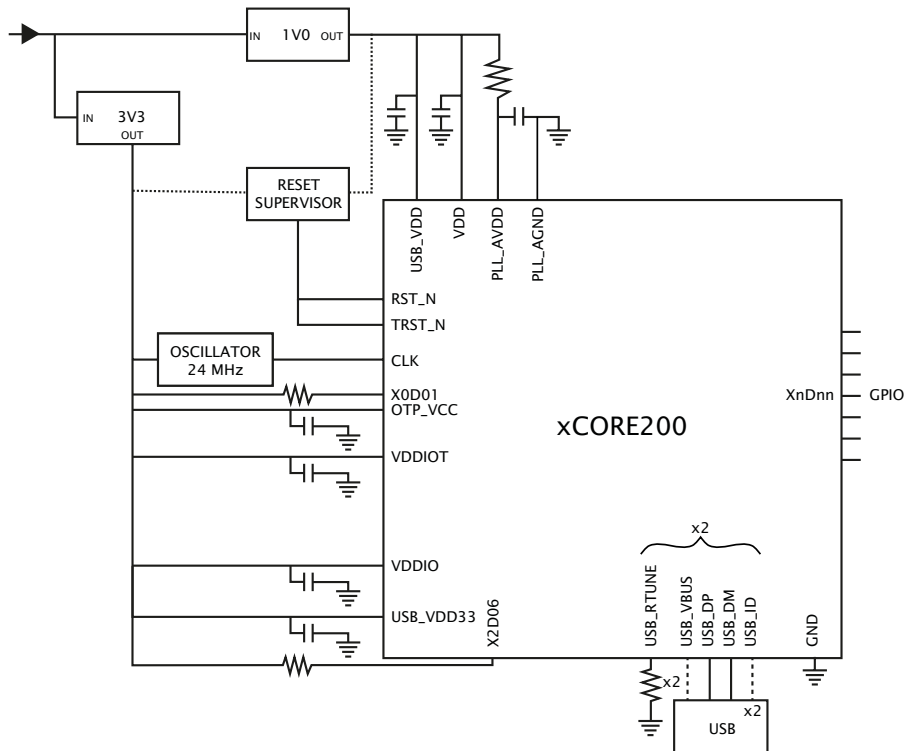 IN 1V0 OUT
IN 3V3
OUT
RESET
SUPERVISOR
USB_VDD
VDD
PLL_AVDD
PLL_AGND
RST_N
TRST_N
OSCILLATOR
24 MHz
CLK
X0D01
OTP_VCC
VDDIOT
VDDIO
USB_VDD33
X2D06
xCORE200
XnDnn
GPIO
x2
USB_RTUNE
USB_VBUS
USB_DP
USB_DM
USB_ID
GND
x2
x2
USB